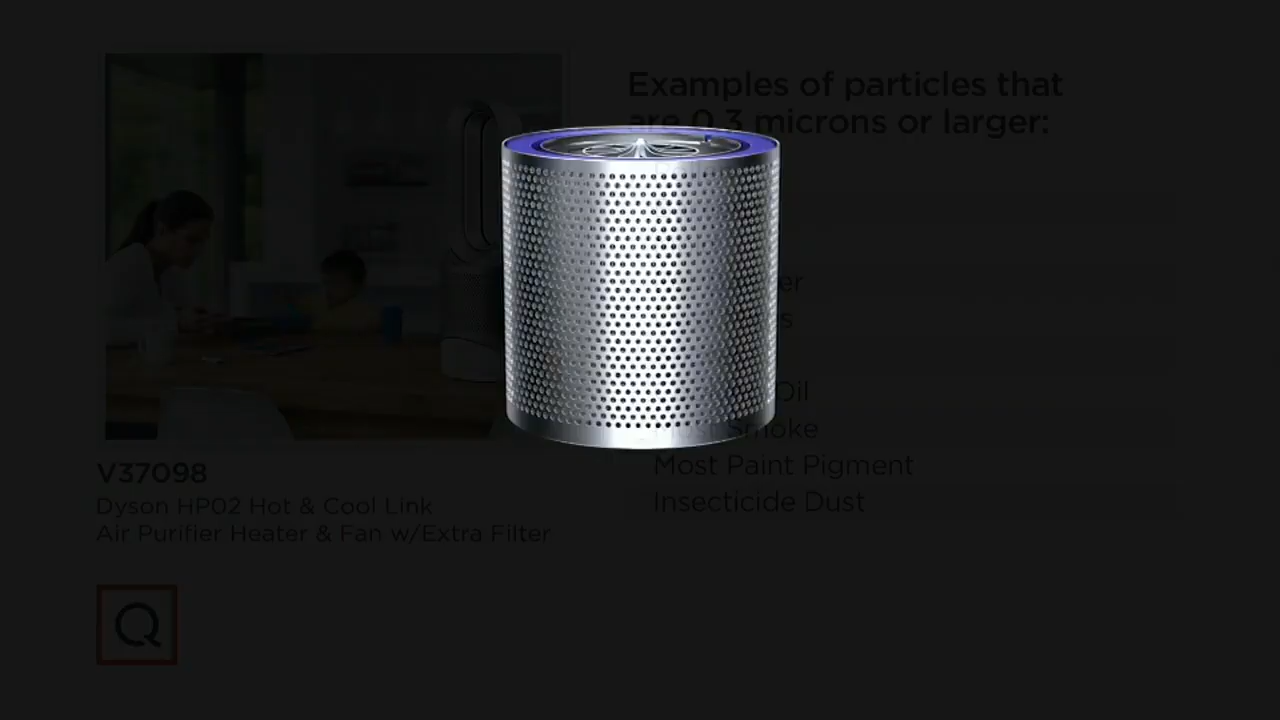 Examples of particles that
are 0.3 microns or larger:
Oil
Smoke
Most Paint Pigment
Insecticide Dust
V37098
Dyson HP02 Hot & Cool Link
Air Purifier Heater & Fan w/Extra Filter
Q